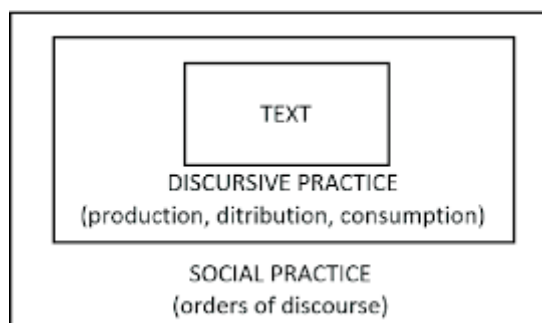 TEXT
DISCURSIVE PRACTICE
(production, ditribution, consumption)
SOCIAL PRACTICE
(orders of discourse)